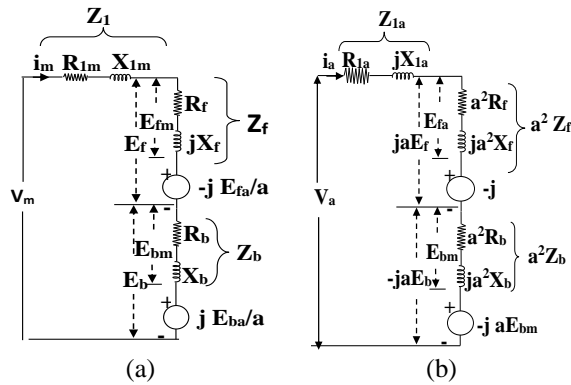 Z1
im
R1m
X1m
Rf
Efm
Ef
jXf
Zf
+
-j Efa/a
Vm
-
Rb
Ebm
Zb
Eb
Xb
+
j Eba/a
-
(a)
Z1a
ia
R1a
jX1a
a²Rf
Efa
jaEf
ja²Xf
a² Zf
+
-j
Va
-
a²Rb
Ebm
a²Zb
-jaEb
ja²Xb
+
-j aEbm
-
(b)